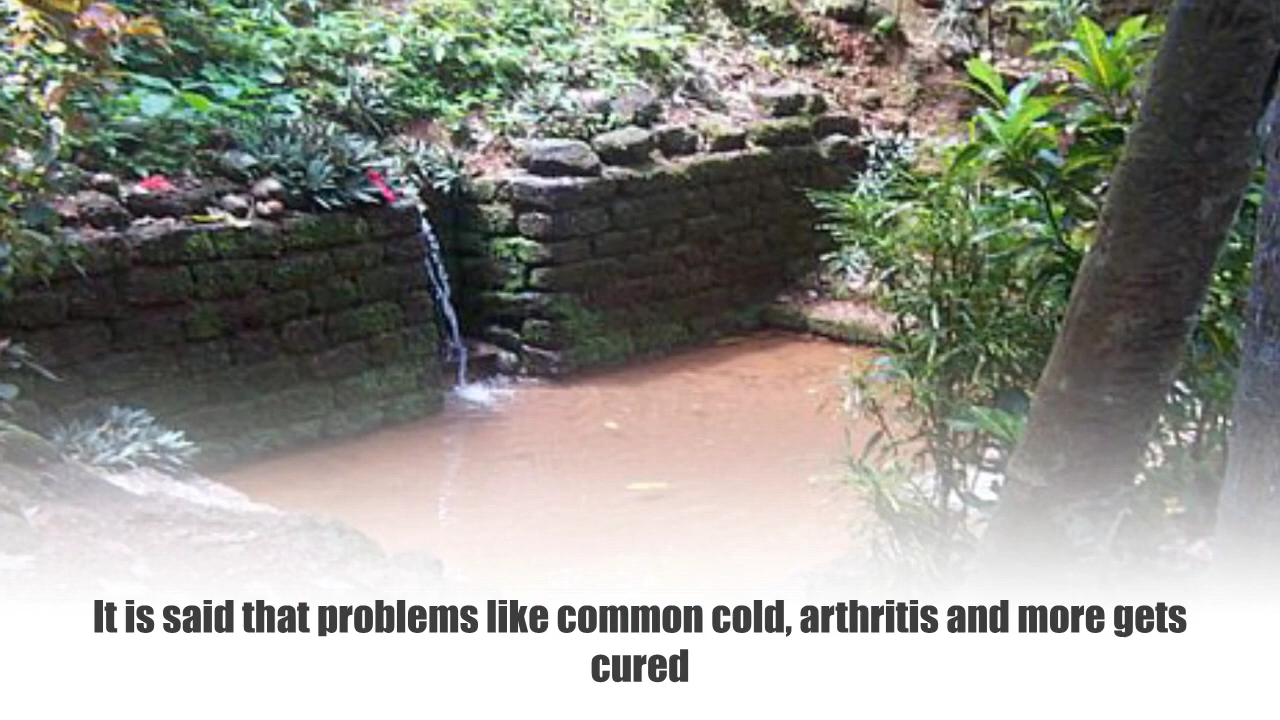 It is said that problems like common cold, arthritis and more gets
cured